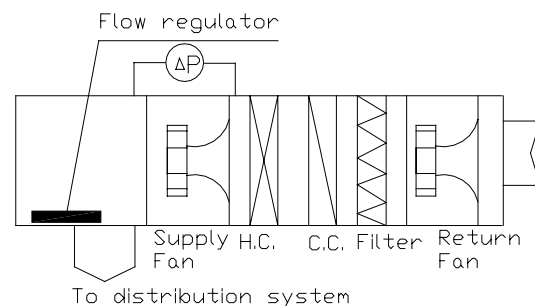 Flow regulator
ΔP
Supply Fan
H.C.
C.C.
Filter
Return Fan
To distribution system